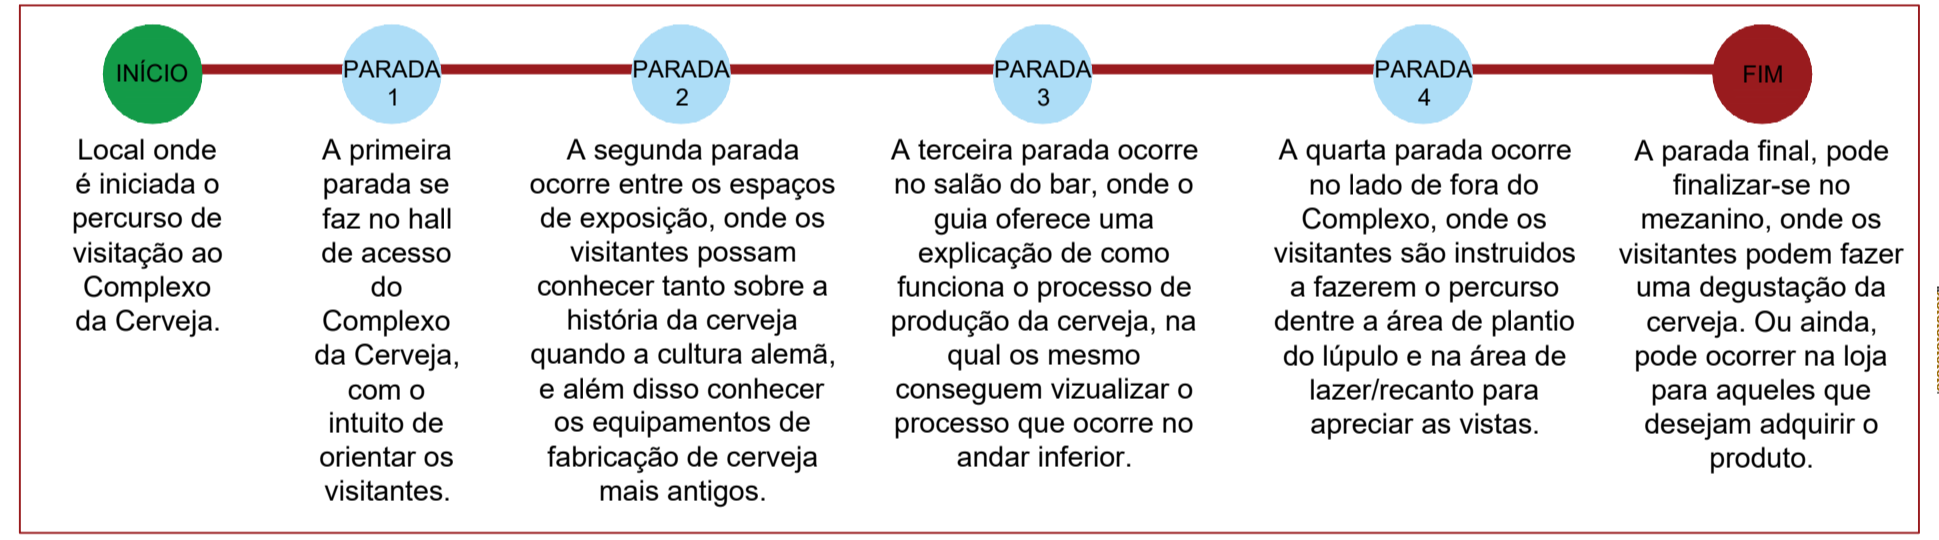 INÍCIO
Local onde
é iniciada o
percurso de
visitação ao
Complexo
da Cerveja.
PARADA
1
A primeira
parada se
faz no hall
de acesso
do
Complexo
da Cerveja,
com o
intuito de
orientar os
visitantes.
PARADA
2
A segunda parada
ocorre entre os espaços
de exposição, onde os
visitantes possam
conhecer tanto sobre a
história da cerveja
quando a cultura alemã,
e além disso conhecer
os equipamentos de
fabricação de cerveja
mais antigos.
PARADA
3
A terceira parada ocorre
no salão do bar, onde o
guia oferece uma
explicação de como
funciona o processo de
produção da cerveja, na
qual os mesmo
conseguem vizualizar o
processo que ocorre no
andar inferior.
PARADA
4
A quarta parada ocorre
no lado de fora do
Complexo, onde os
visitantes são instruidos
a fazerem o percurso
dentre a área de plantio
do lúpulo e na área de
lazer/recanto para
apreciar as vistas.
FIM
A parada final, pode
finalizar-se no
mezanino, onde os
visitantes podem fazer
uma degustação da
cerveja. Ou ainda,
pode ocorrer na loja
para aqueles que
desejam adquirir o
produto.